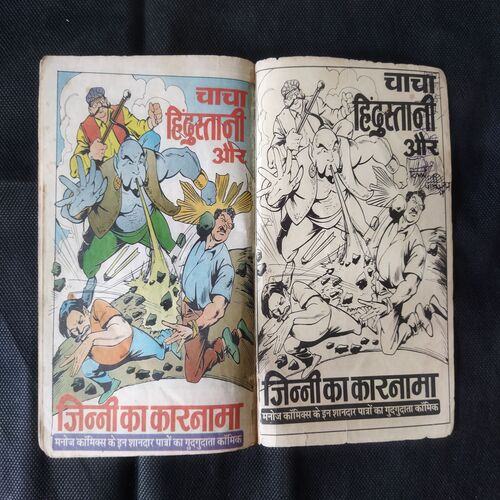 चाचा
हिंदुस्तानी
और
जिन्नी का कारनामा
मनोज कॉमिक्स के इन शानदार पात्रों का गुदगुदाता कॉमिक
चाचा
हिंदुस्तानी
और
जिन्नी का कारनामा
मनोज कॉमिक्स के इन शानदार पात्रों का गुदगुदाता कॉमिक